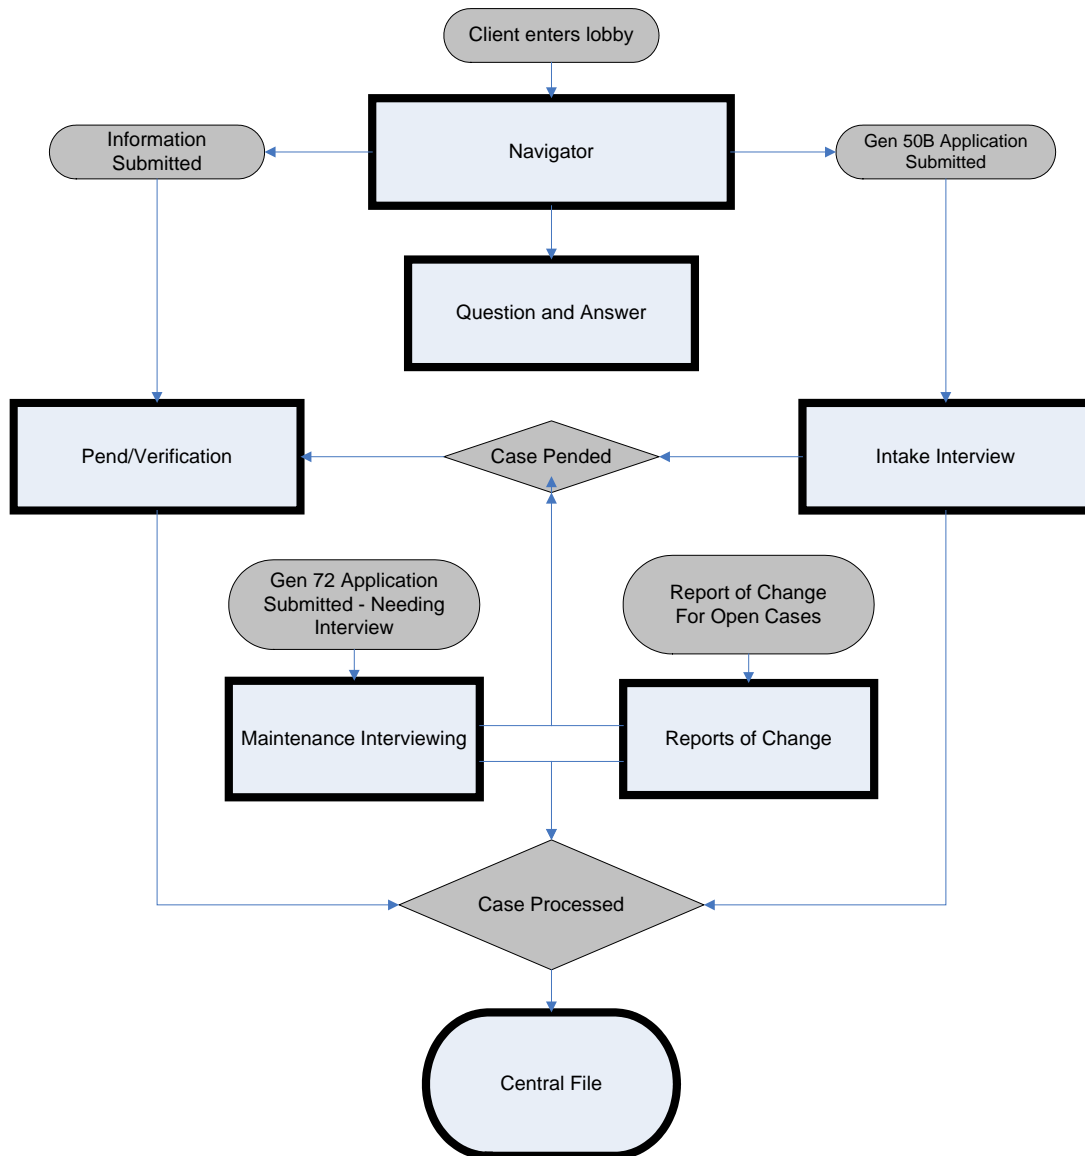 Client enters lobby
Information
Submitted
Navigator
Gen 50B Application
Submitted
Question and Answer
Pend/Verification
Case Pended
Intake Interview
Gen 72 Application
Submitted - Needing
Interview
Report of Change
For Open Cases
Maintenance Interviewing
Reports of Change
Case Processed
Central File